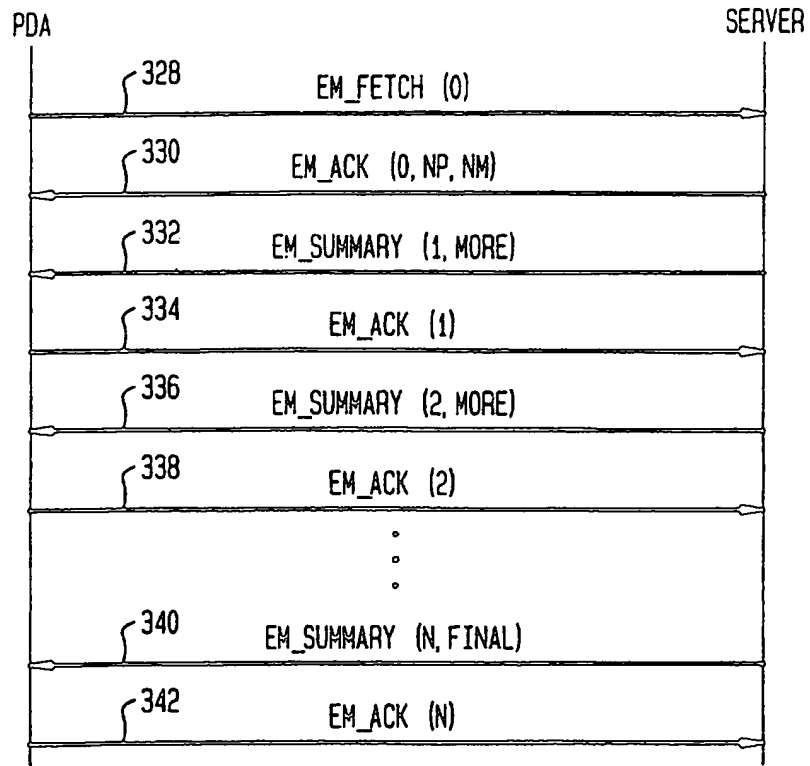 PDA
SERVER
328
EM_FETCH (0)
330
EM_ACK (0, NP, NM)
332
EM_SUMMARY (1, MORE)
334
EM_ACK (1)
336
EM_SUMMARY (2, MORE)
338
EM_ACK (2)
340
EM_SUMMARY (N, FINAL)
342
EM_ACK (N)